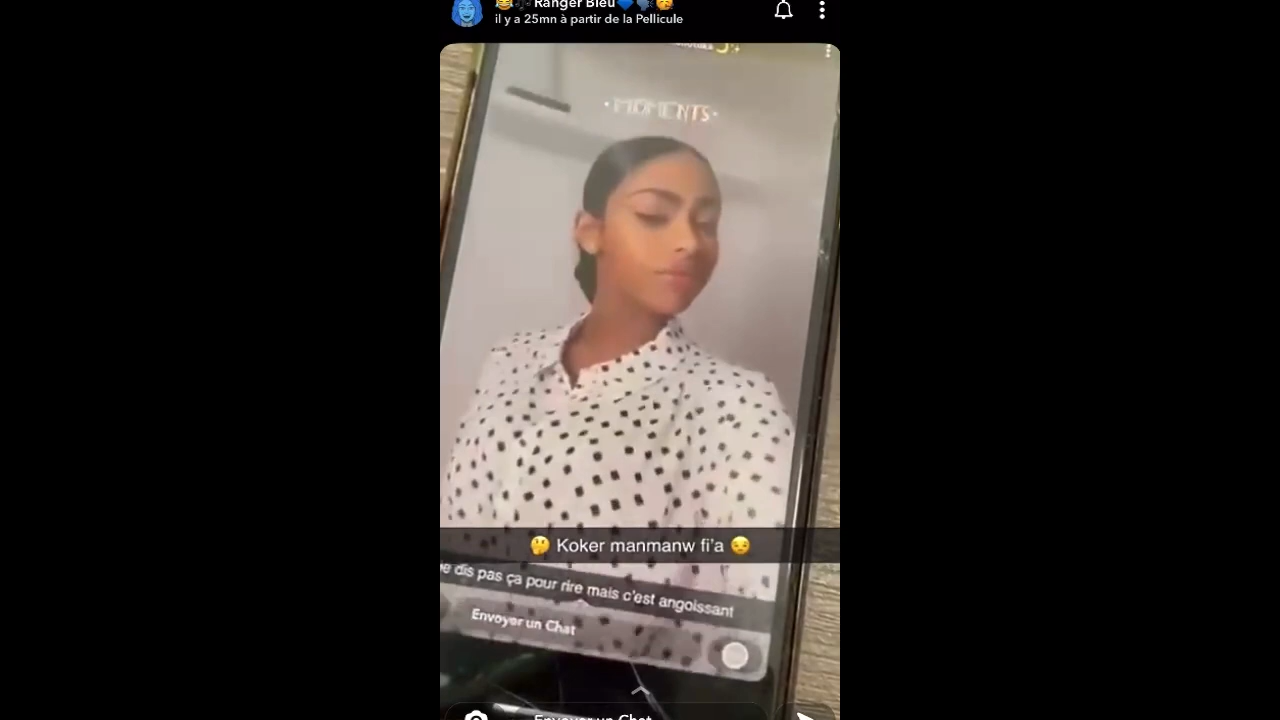 😂🎶Ranger Bleu💎🗣️🥳
il y a 25mn à partir de la Pellicule
•MOMENTS•
🤔 Koker manmanw fi'a 😒
dis pas ça pour rire mais c'est angoissant
Envoyer un Chat
Envoyer un Chat